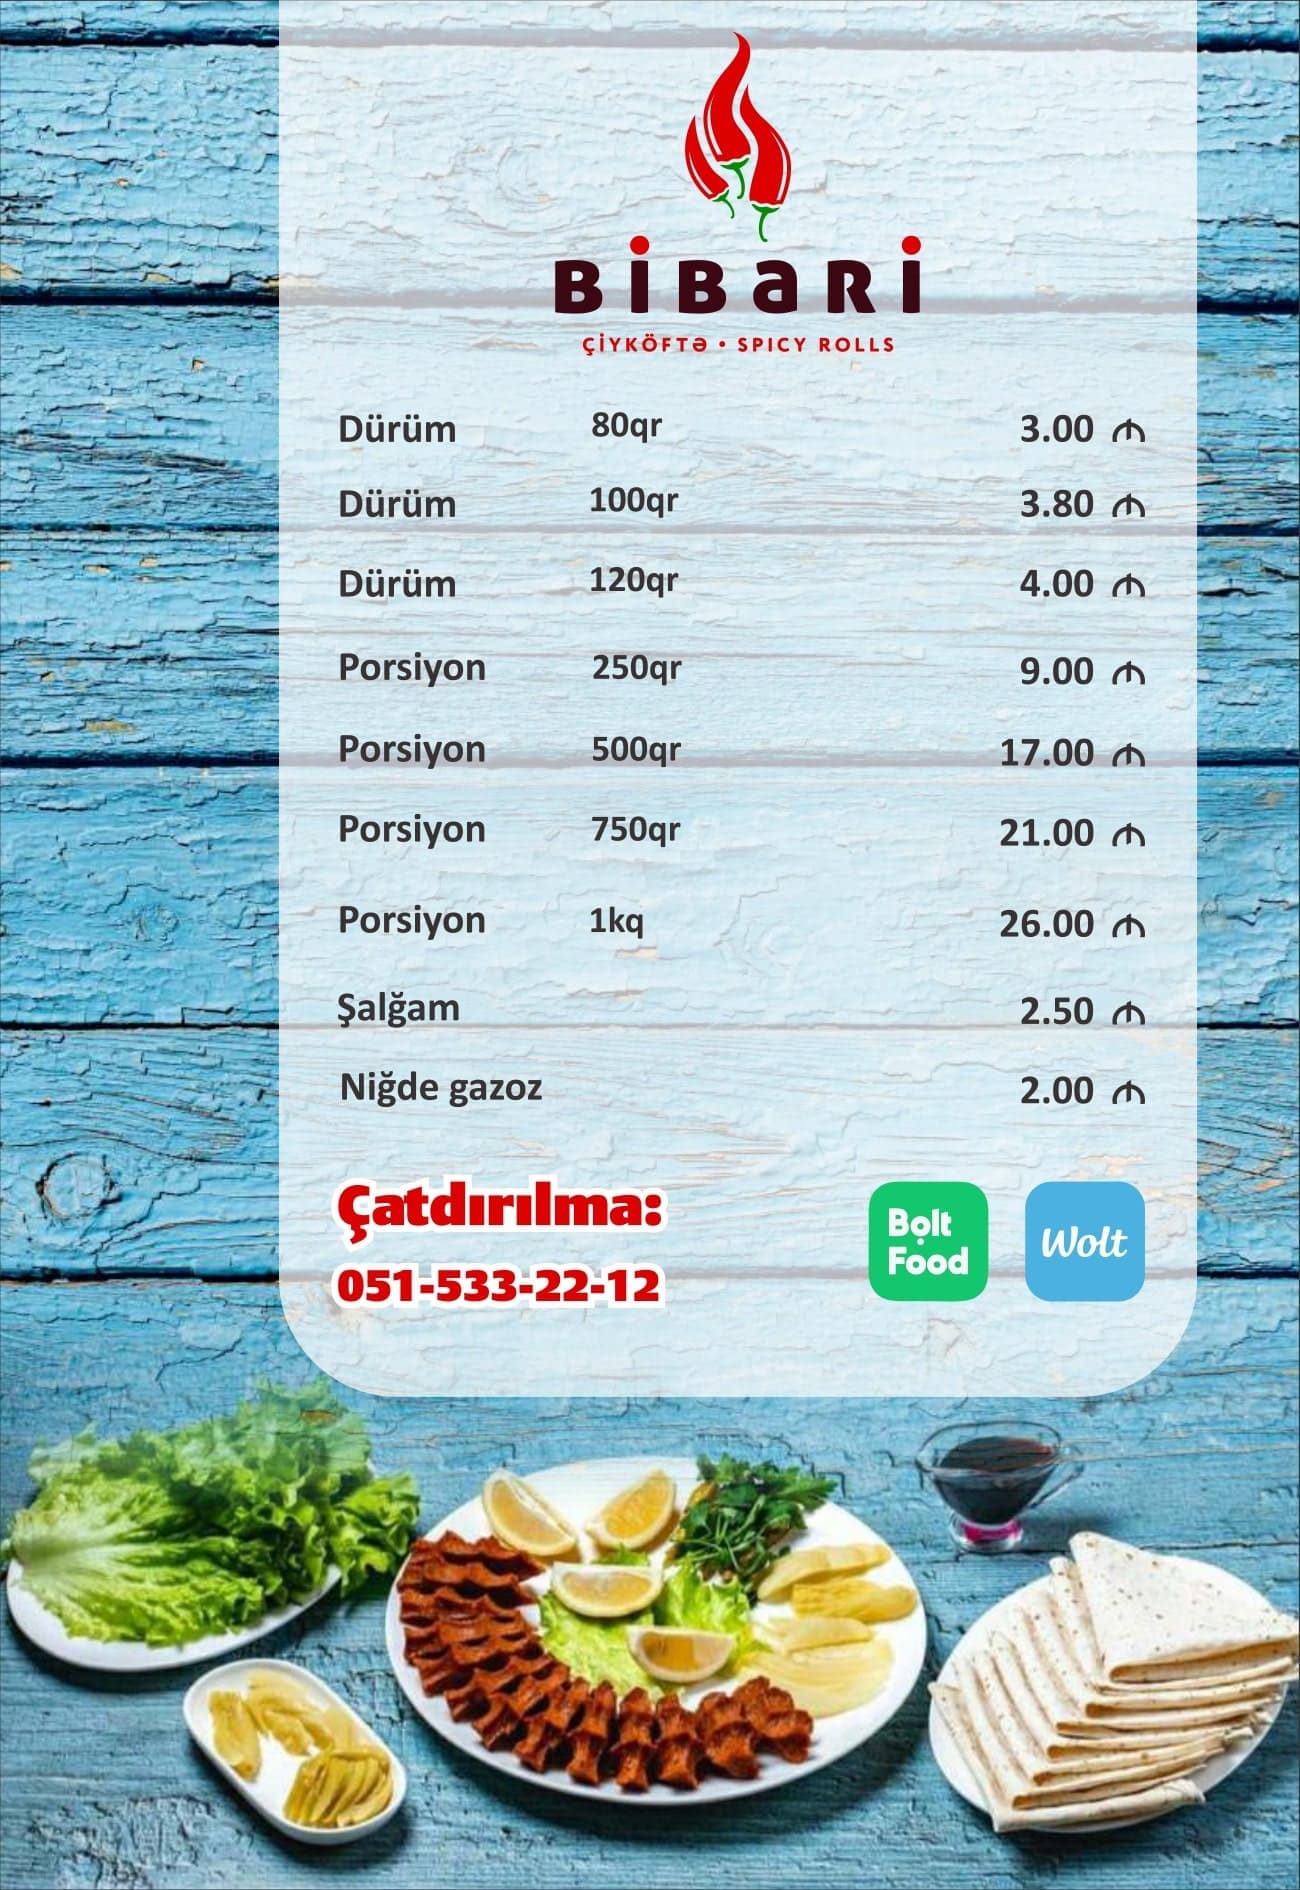 BİBARİ
ÇİYKÖFTƏ • SPICY ROLLS
Dürüm 80qr 3.00 ₼
Dürüm 100qr 3.80 ₼
Dürüm 120qr 4.00 ₼
Porsiyon 250qr 9.00 ₼
Porsiyon 500qr 17.00 ₼
Porsiyon 750qr 21.00 ₼
Porsiyon 1kq 26.00 ₼
Şalğam 2.50 ₼
Niğde gazoz 2.00 ₼
Çatdırılma:
051-533-22-12
Bolt
Food
Wolt